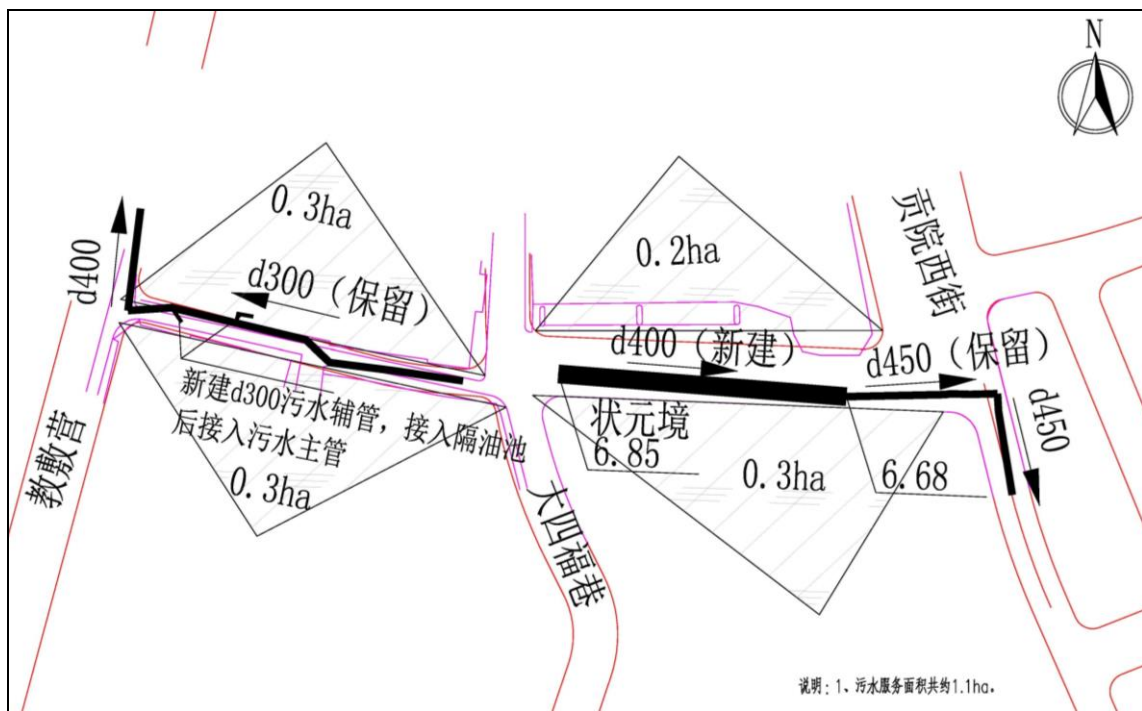 N
0.3ha
0.2ha
贡院西街
d400
d300（保留）
d400（新建）
d450（保留）
d450
新建d300污水辅管，接入隔油池
后接入污水主管
状元境
6.85
0.3ha
0.3ha
6.68
教敷营
大四福巷
说明：1、污水服务面积共约1.1ha。